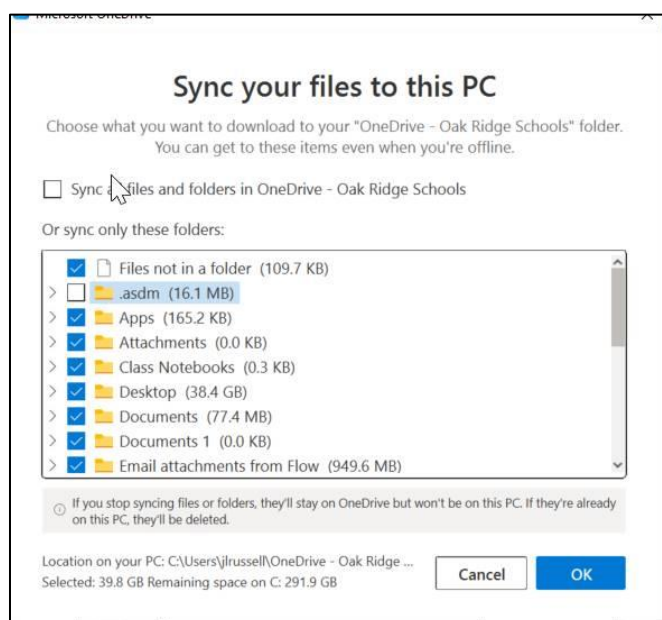 Microsoft OneDrive
Sync your files to this PC
Choose what you want to download to your "OneDrive - Oak Ridge Schools" folder.
You can get to these items even when you're offline.
Sync files and folders in OneDrive - Oak Ridge Schools
Or sync only these folders:
Files not in a folder (109.7 KB)
.asdm (16.1 MB)
Apps (165.2 KB)
Attachments (0.0 KB)
Class Notebooks (0.3 KB)
Desktop (38.4 GB)
Documents (77.4 MB)
Documents 1 (0.0 KB)
Email attachments from Flow (949.6 MB)
If you stop syncing files or folders, they'll stay on OneDrive but won't be on this PC. If they're already
on this PC, they'll be deleted.
Location on your PC: C:\Users\jlrussell\OneDrive - Oak Ridge ...
Selected: 39.8 GB Remaining space on C: 291.9 GB
Cancel
OK